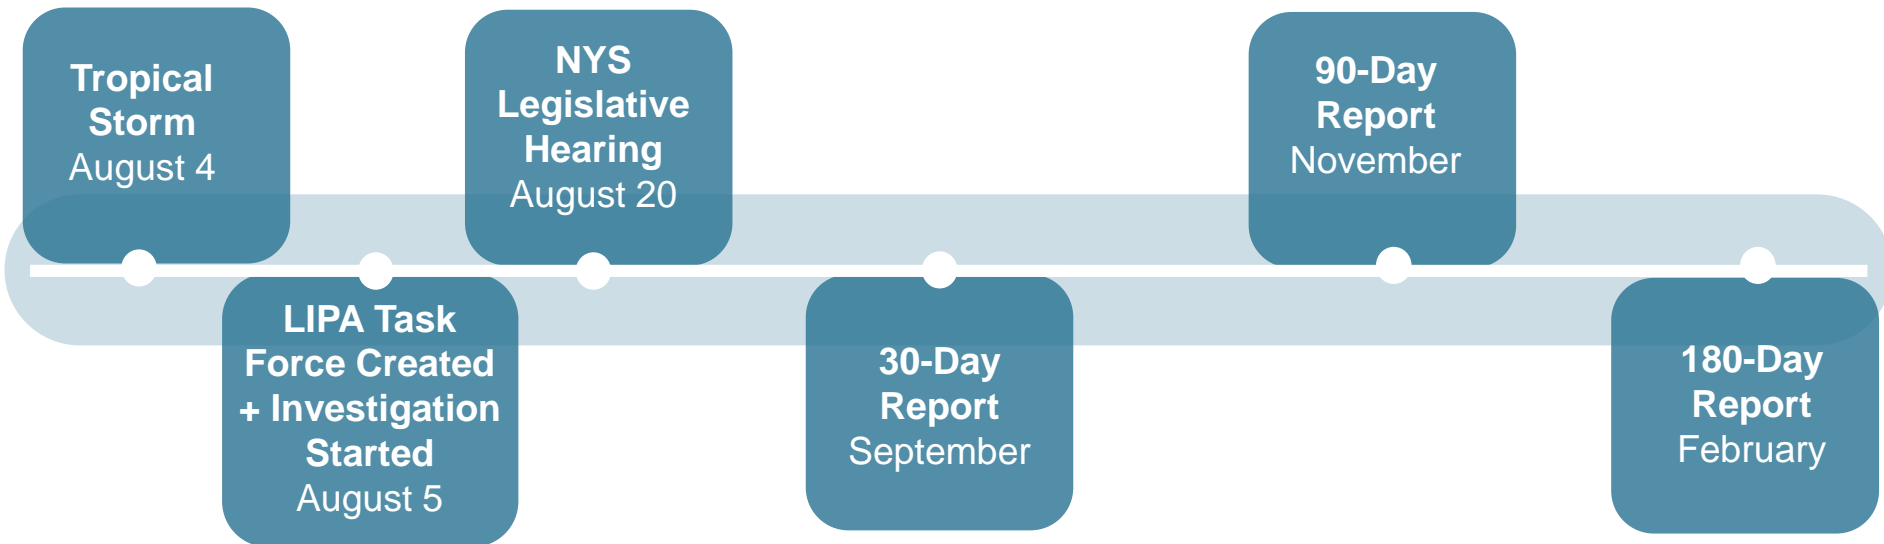 Tropical
Storm
August 4
LIPA Task
Force Created
+ Investigation
Started
August 5
NYS
Legislative
Hearing
August 20
30-Day
Report
September
90-Day
Report
November
180-Day
Report
February